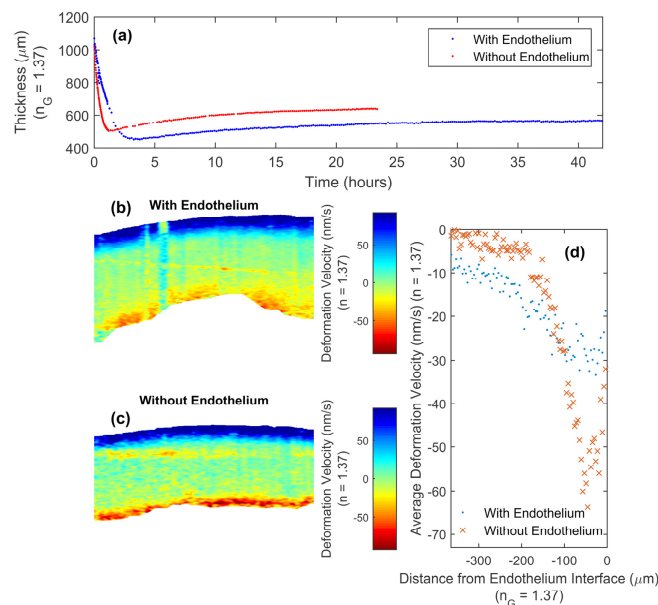 (a)
With Endothelium
Without Endothelium
1200
1000
800
600
400
Thickness (μm)
(n_G = 1.37)
0
5
10
15
20
25
30
35
40
Time (hours)
(b)
With Endothelium
50
0
-50
Deformation Velocity (nm/s)
(n = 1.37)
(c)
Without Endothelium
50
0
-50
Deformation Velocity (nm/s)
(n = 1.37)
(d)
0
-10
-20
-30
-40
-50
-60
-70
Average Deformation Velocity (nm/s) (n = 1.37)
With Endothelium
Without Endothelium
-300
-200
-100
0
Distance from Endothelium Interface (μm)
(n_G = 1.37)